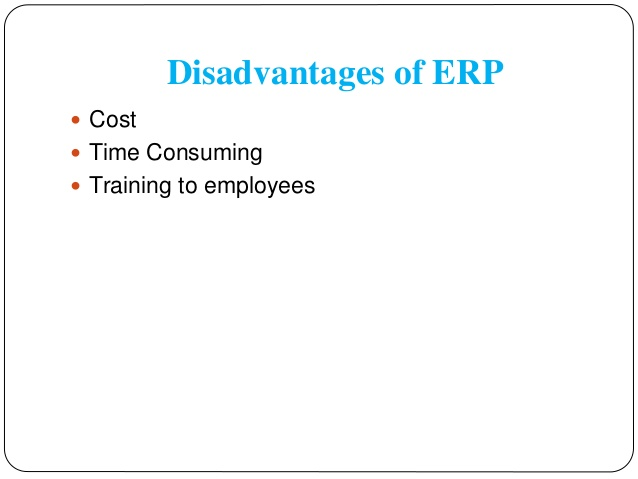 Disadvantages of ERP
Cost
Time Consuming
Training to employees